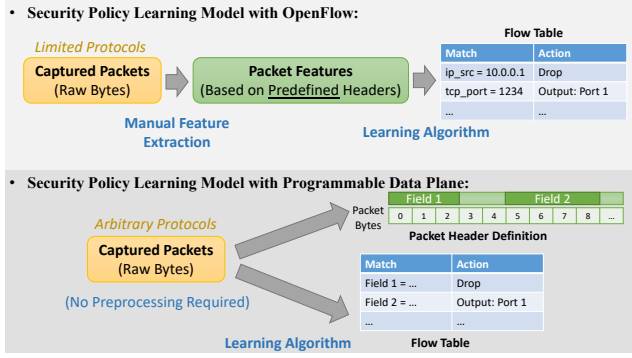 • Security Policy Learning Model with OpenFlow:
Flow Table
Limited Protocols
Captured Packets
(Raw Bytes)
Packet Features
(Based on Predefined Headers)
Match Action
ip_src = 10.0.0.1 Drop
tcp_port = 1234 Output: Port 1
... ...
Manual Feature
Extraction
Learning Algorithm
• Security Policy Learning Model with Programmable Data Plane:
Field 1 Field 2
Packet
Bytes
0 1 2 3 4 5 6 7 8 ...
Packet Header Definition
Arbitrary Protocols
Captured Packets
(Raw Bytes)
(No Preprocessing Required)
Match Action
Field 1 = ... Drop
Field 2 = ... Output: Port 1
... ...
Learning Algorithm
Flow Table